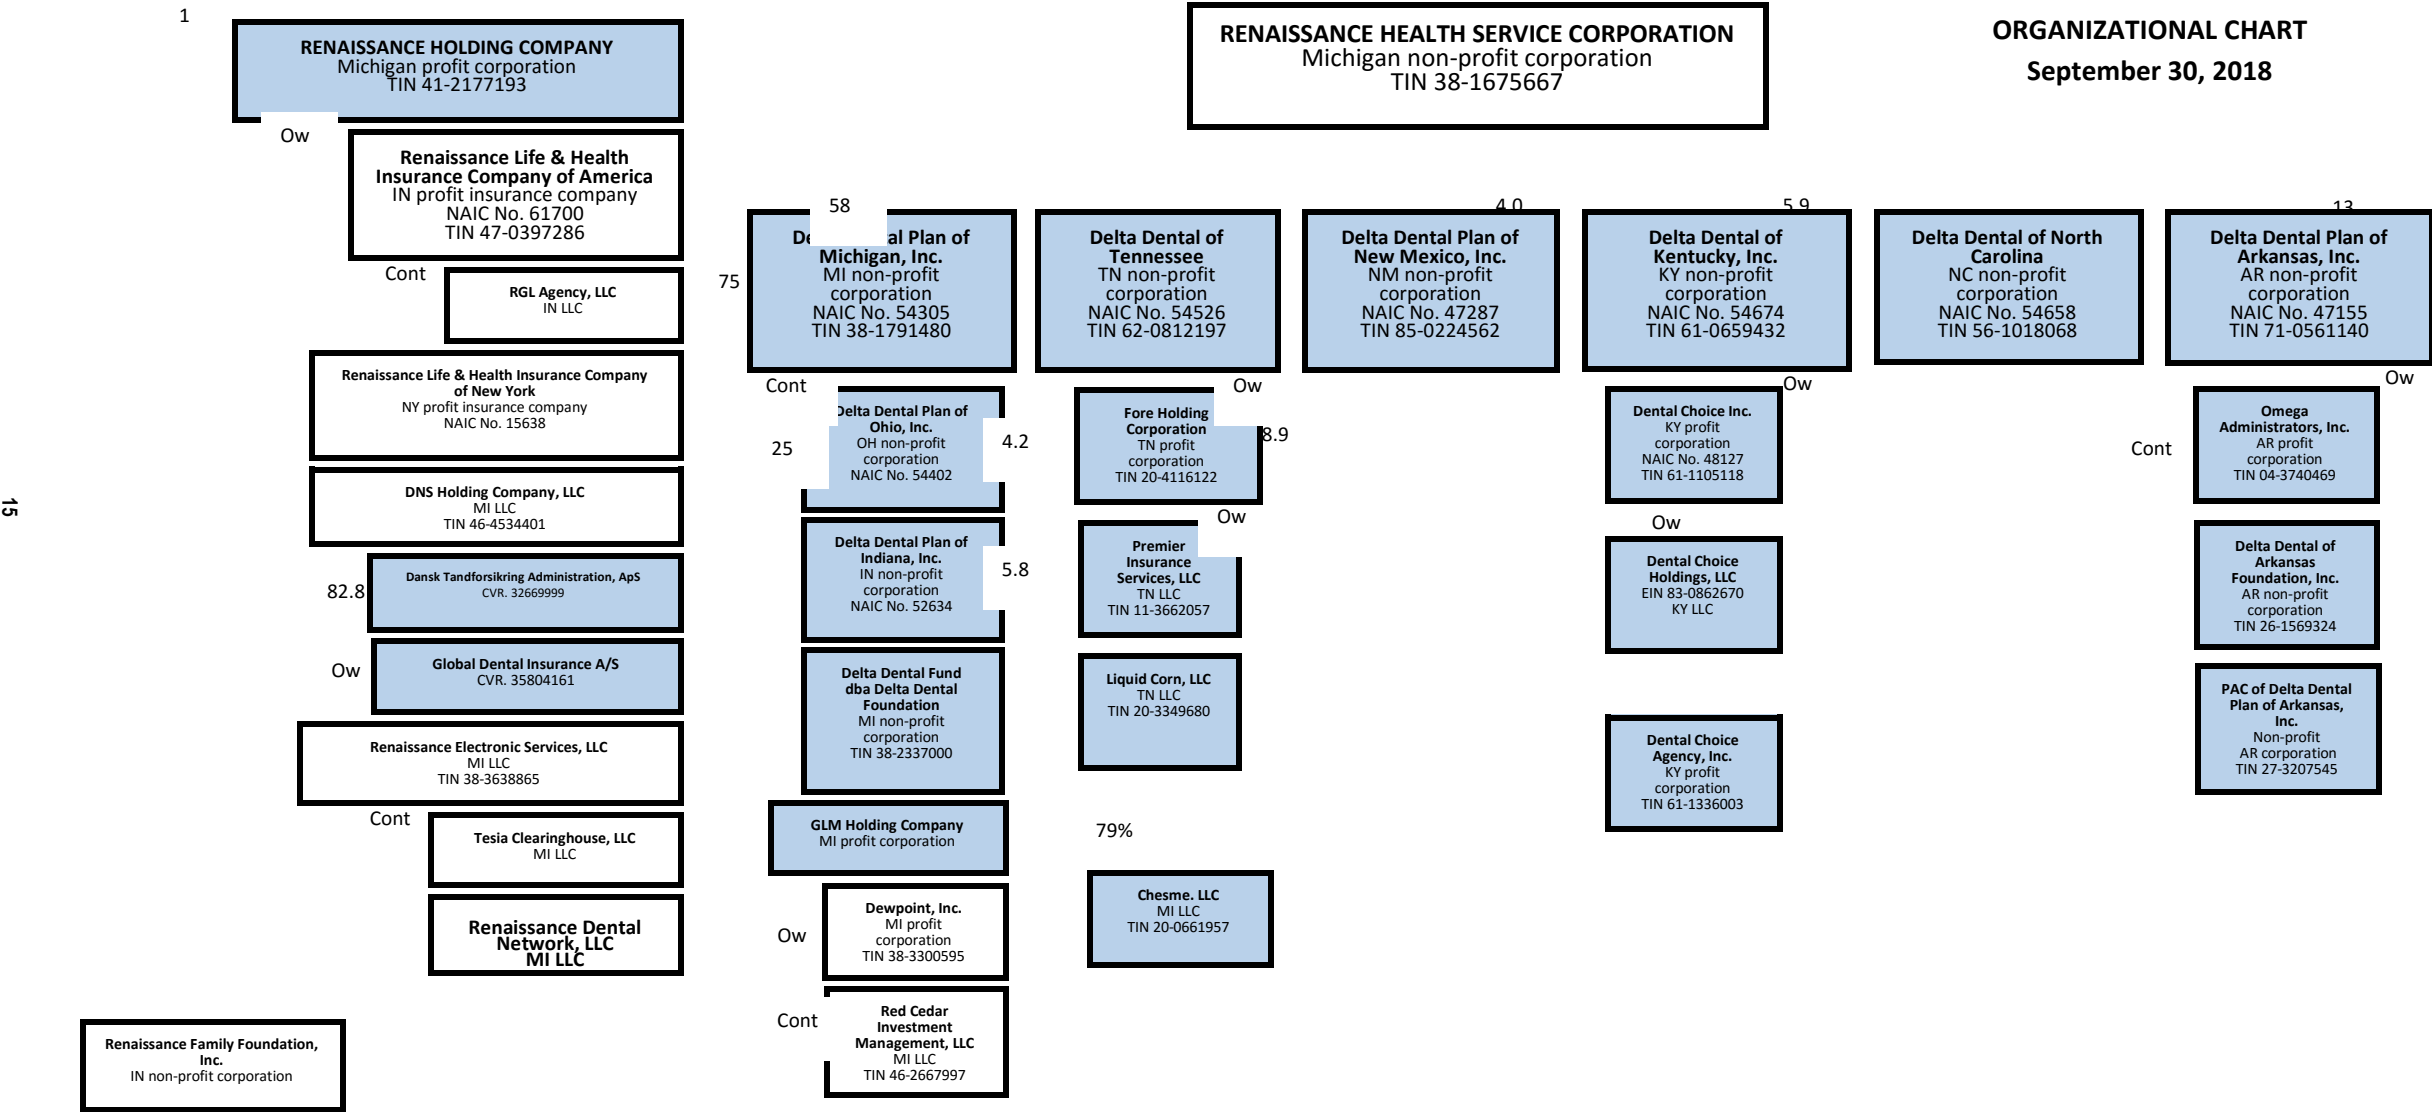 1
RENAISSANCE HOLDING COMPANY
Michigan profit corporation
TIN 41-2177193
RENAISSANCE HEALTH SERVICE CORPORATION
Michigan non-profit corporation
TIN 38-1675667
ORGANIZATIONAL CHART
September 30, 2018
Ow
Renaissance Life & Health
Insurance Company of America
IN profit insurance company
NAIC No. 61700
TIN 47-0397286
Cont
RGL Agency, LLC
IN LLC
Renaissance Life & Health Insurance Company
of New York
NY profit insurance company
NAIC No. 15638
DNS Holding Company, LLC
MI LLC
TIN 46-4534401
82.8
Dansk Tandforsikring Administration, ApS
CVR. 32669999
Ow
Global Dental Insurance A/S
CVR. 35804161
Renaissance Electronic Services, LLC
MI LLC
TIN 38-3638865
Cont
Tesia Clearinghouse, LLC
MI LLC
Renaissance Dental
Network, LLC
MI LLC
Renaissance Family Foundation,
Inc.
IN non-profit corporation
15
58
75
De al Plan of
Michigan, Inc.
MI non-profit
corporation
NAIC No. 54305
TIN 38-1791480
Cont
25
Delta Dental Plan of
Ohio, Inc.
OH non-profit
corporation
NAIC No. 54402
4.2
Delta Dental Plan of
Indiana, Inc.
IN non-profit
corporation
NAIC No. 52634
5.8
Delta Dental Fund
dba Delta Dental
Foundation
MI non-profit
corporation
TIN 38-2337000
GLM Holding Company
MI profit corporation
Ow
Dewpoint, Inc.
MI profit
corporation
TIN 38-3300595
Cont
Red Cedar
Investment
Management, LLC
MI LLC
TIN 46-2667997
Delta Dental of
Tennessee
TN non-profit
corporation
NAIC No. 54526
TIN 62-0812197
Ow
Fore Holding
Corporation
TN profit
corporation
TIN 20-4116122
8.9
Ow
Premier
Insurance
Services, LLC
TN LLC
TIN 11-3662057
Liquid Corn, LLC
TN LLC
TIN 20-3349680
79%
Chesme. LLC
MI LLC
TIN 20-0661957
4.0
Delta Dental Plan of
New Mexico, Inc.
NM non-profit
corporation
NAIC No. 47287
TIN 85-0224562
5.9
Delta Dental of
Kentucky, Inc.
KY non-profit
corporation
NAIC No. 54674
TIN 61-0659432
Ow
Dental Choice Inc.
KY profit
corporation
NAIC No. 48127
TIN 61-1105118
Ow
Dental Choice
Holdings, LLC
EIN 83-0862670
KY LLC
Dental Choice
Agency, Inc.
KY profit
corporation
TIN 61-1336003
Delta Dental of North
Carolina
NC non-profit
corporation
NAIC No. 54658
TIN 56-1018068
13
Delta Dental Plan of
Arkansas, Inc.
AR non-profit
corporation
NAIC No. 47155
TIN 71-0561140
Ow
Cont
Omega
Administrators, Inc.
AR profit
corporation
TIN 04-3740469
Delta Dental of
Arkansas
Foundation, Inc.
AR non-profit
corporation
TIN 26-1569324
PAC of Delta Dental
Plan of Arkansas,
Inc.
Non-profit
AR corporation
TIN 27-3207545